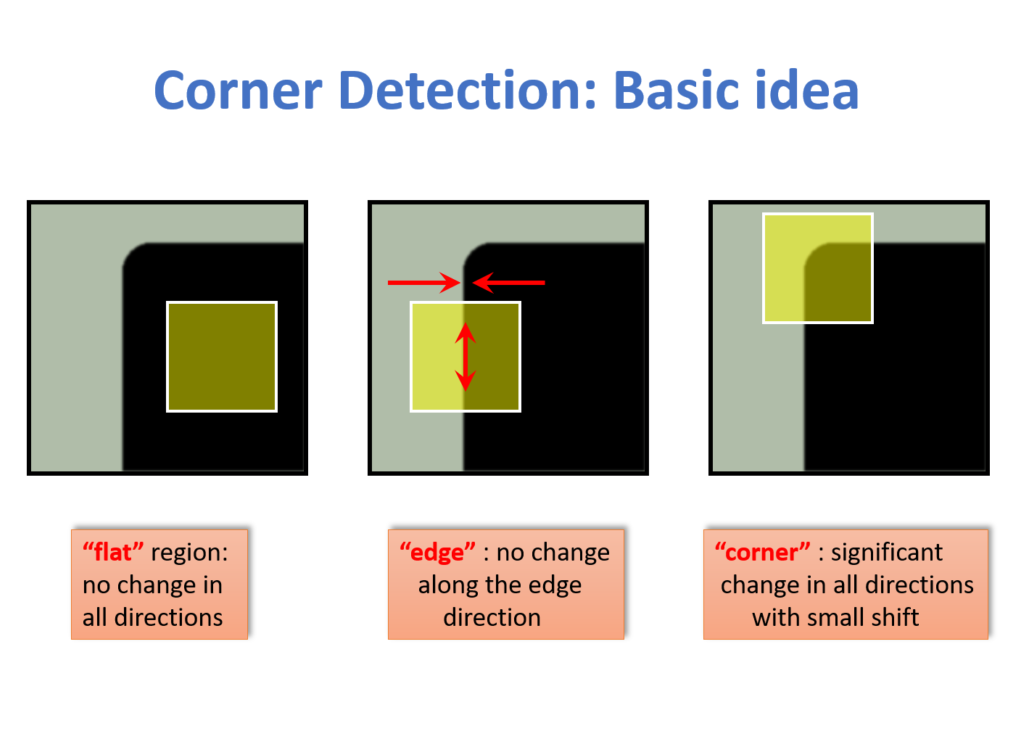 Corner Detection: Basic idea
“flat” region:
no change in
all directions
“edge” : no change
along the edge
direction
“corner” : significant
change in all directions
with small shift